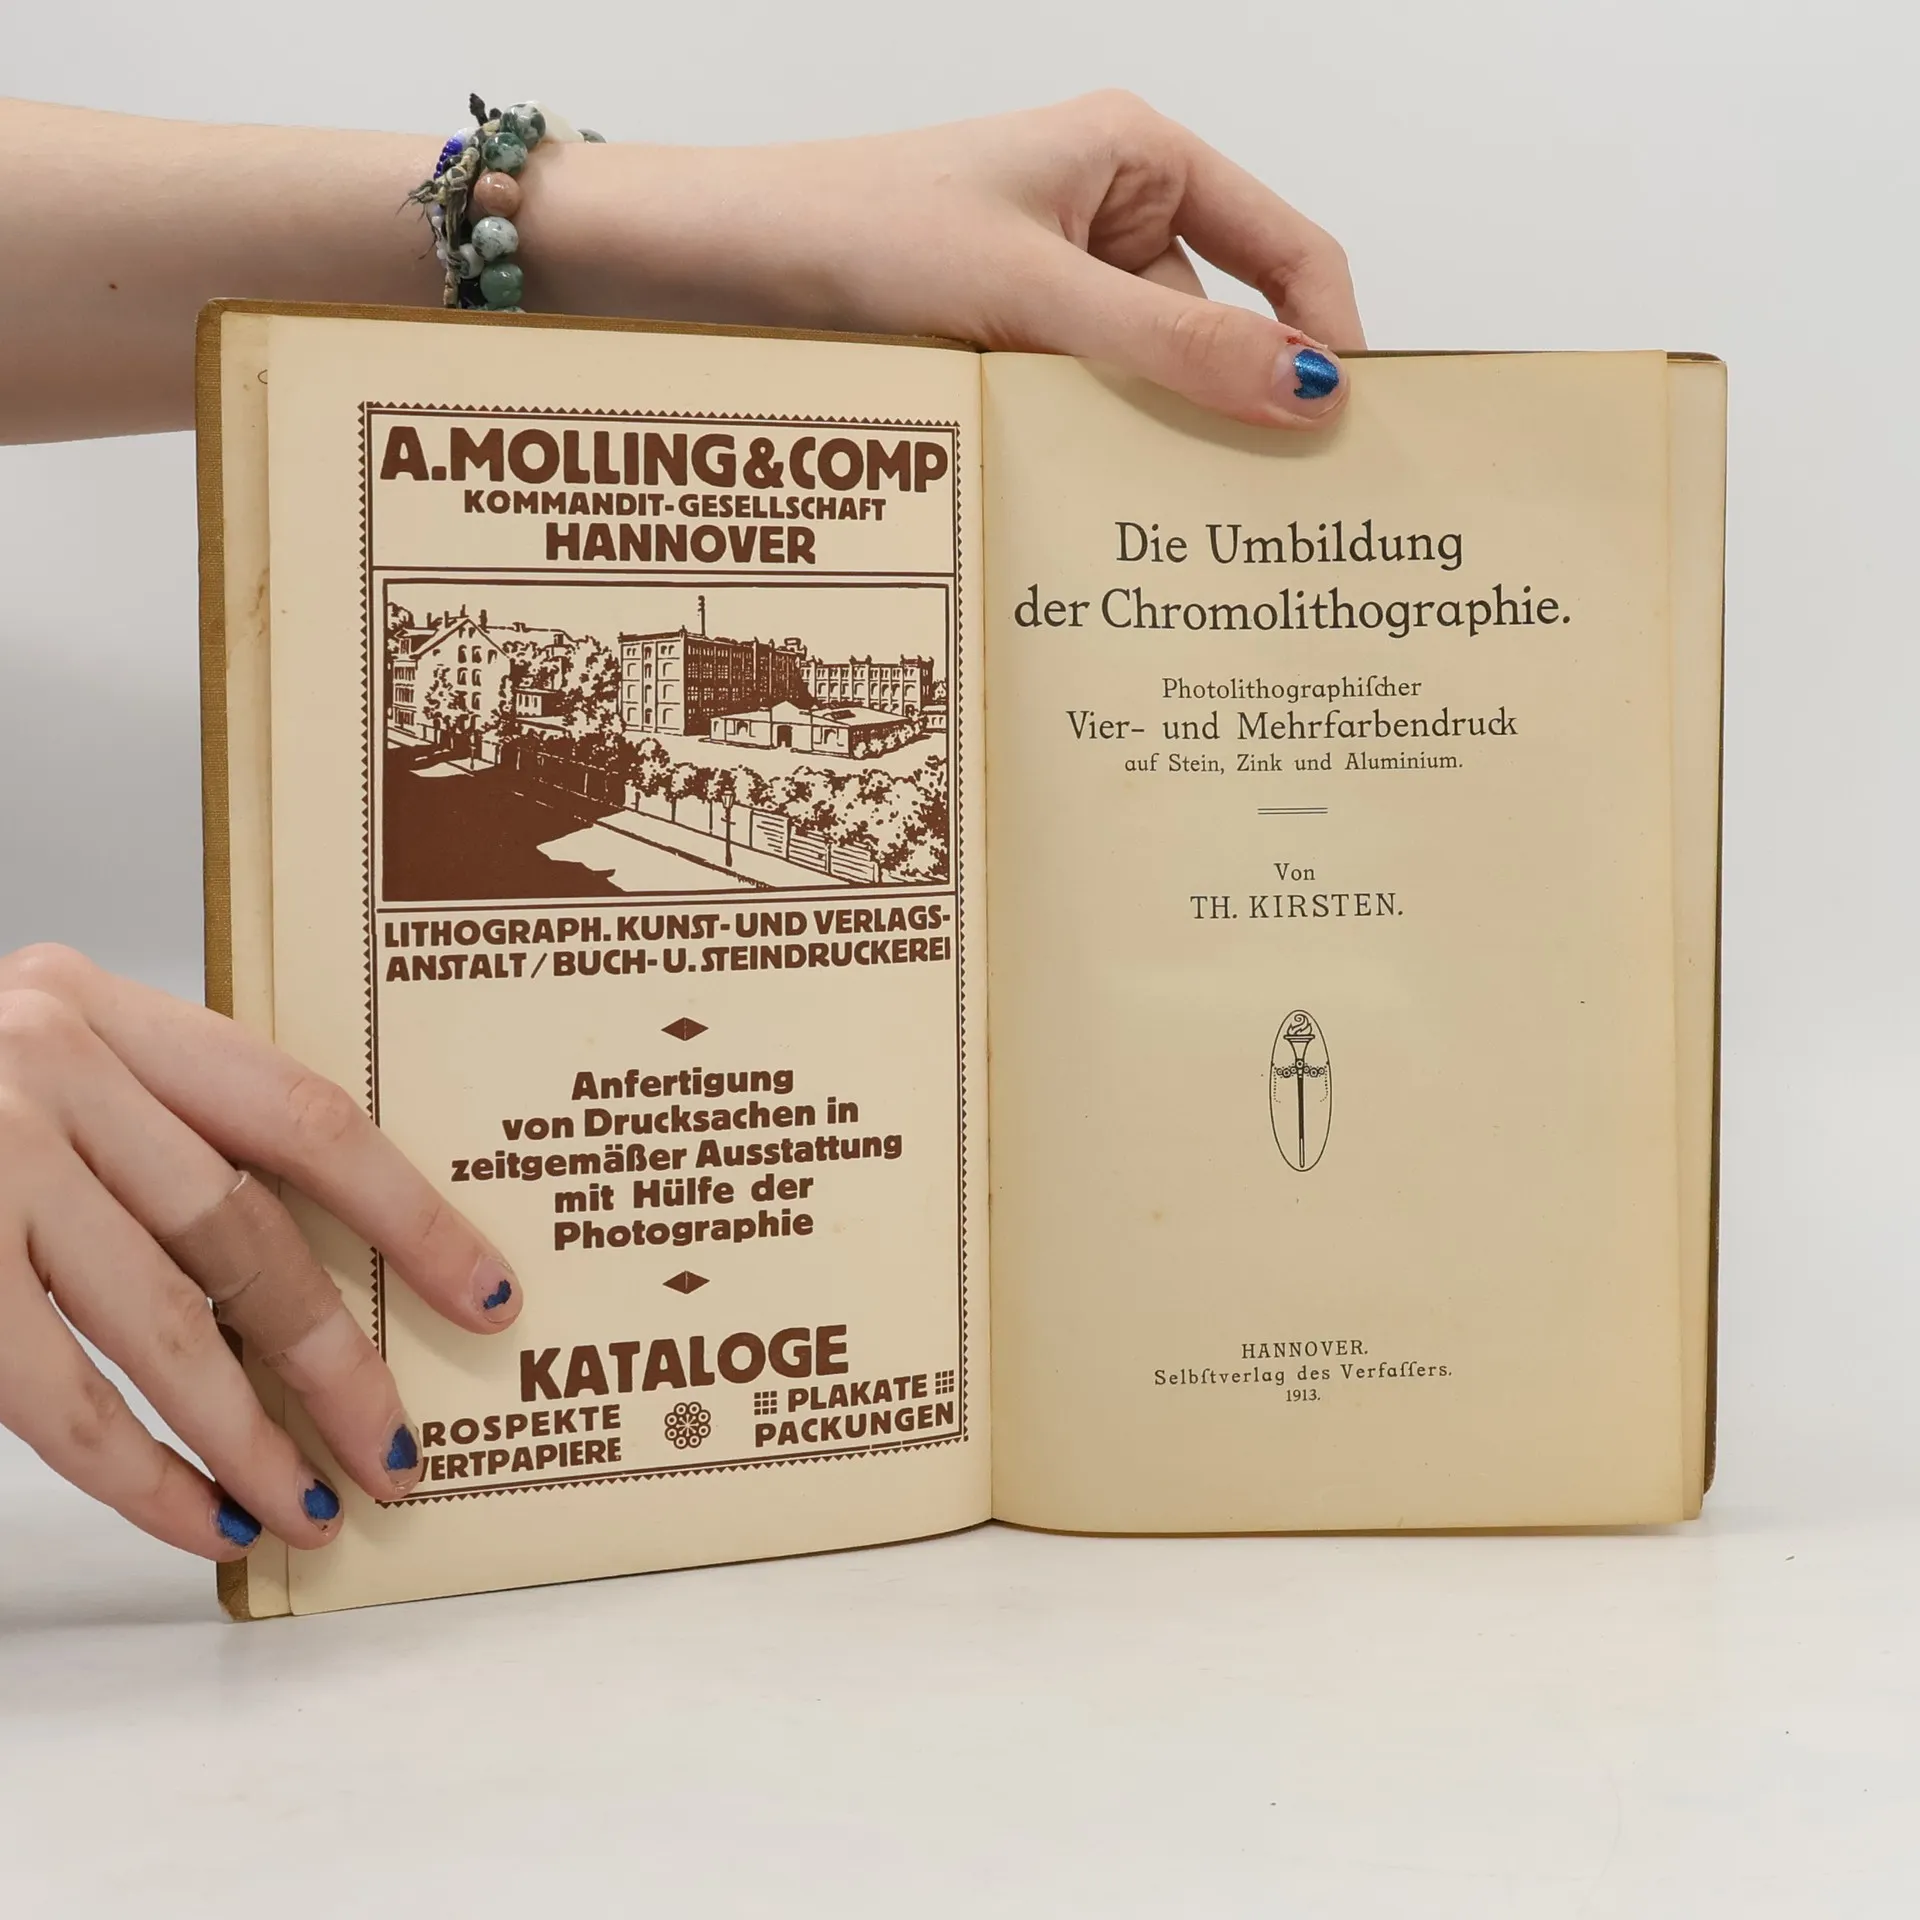 A. MOLLING & COMP
KOMMANDIT-GESELLSCHAFT
HANNOVER
LITHOGRAPH. KUNST- UND VERLAGS-
ANSTALT / BUCH- U. STEINDRUCKEREI
Anfertigung
von Drucksachen in
zeitgemäßer Ausstattung
mit Hülfe der
Photographie
KATALOGE
ROSPEKTE
ERTPAPIERE
PLAKATE
PACKUNGEN
Die Umbildung
der Chromolithographie.
Photolithographiſcher
Vier- und Mehrfarbendruck
auf Stein, Zink und Aluminium.
Von
TH. KIRSTEN.
HANNOVER.
Selbſtverlag des Verfaſſers.
1913.